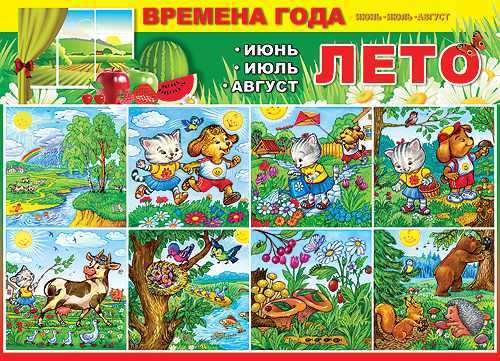 ВРЕМЕНА ГОДА · ИЮНЬ · ИЮЛЬ · АВГУСТ
· ИЮНЬ
· ИЮЛЬ
· АВГУСТ
ЛЕТО